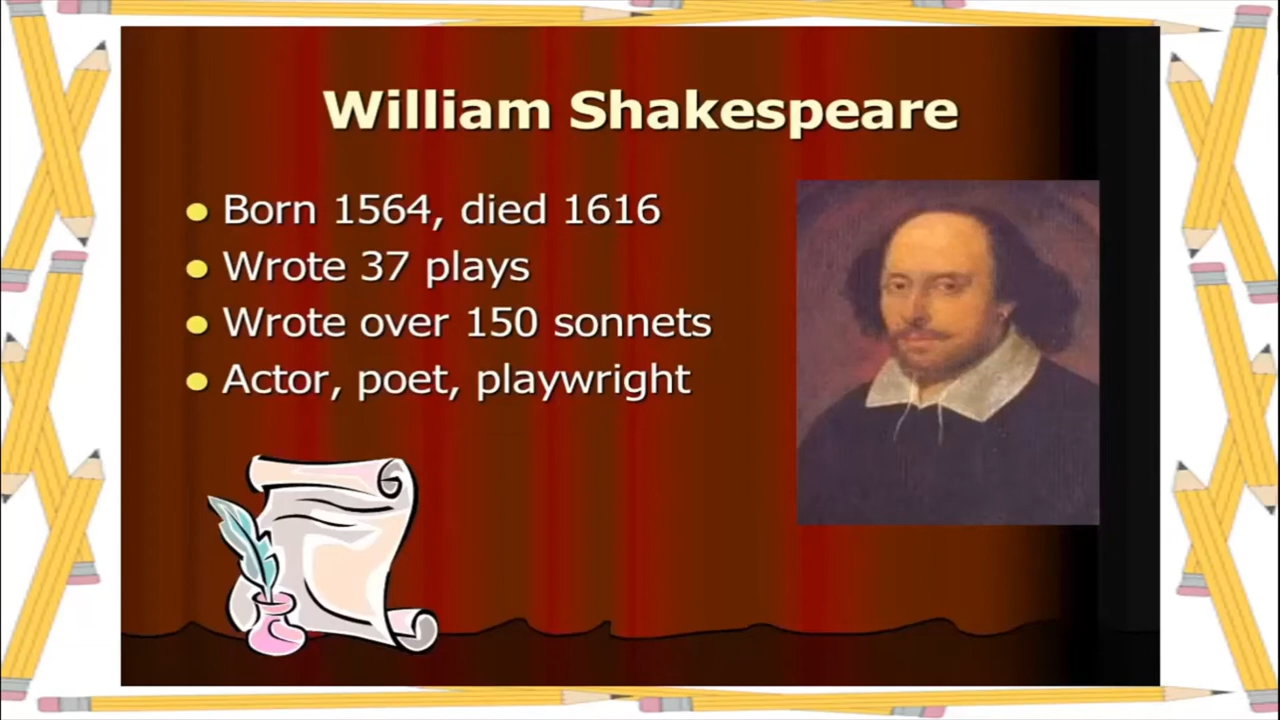 William Shakespeare
Born 1564, died 1616
Wrote 37 plays
Wrote over 150 sonnets
Actor, poet, playwright